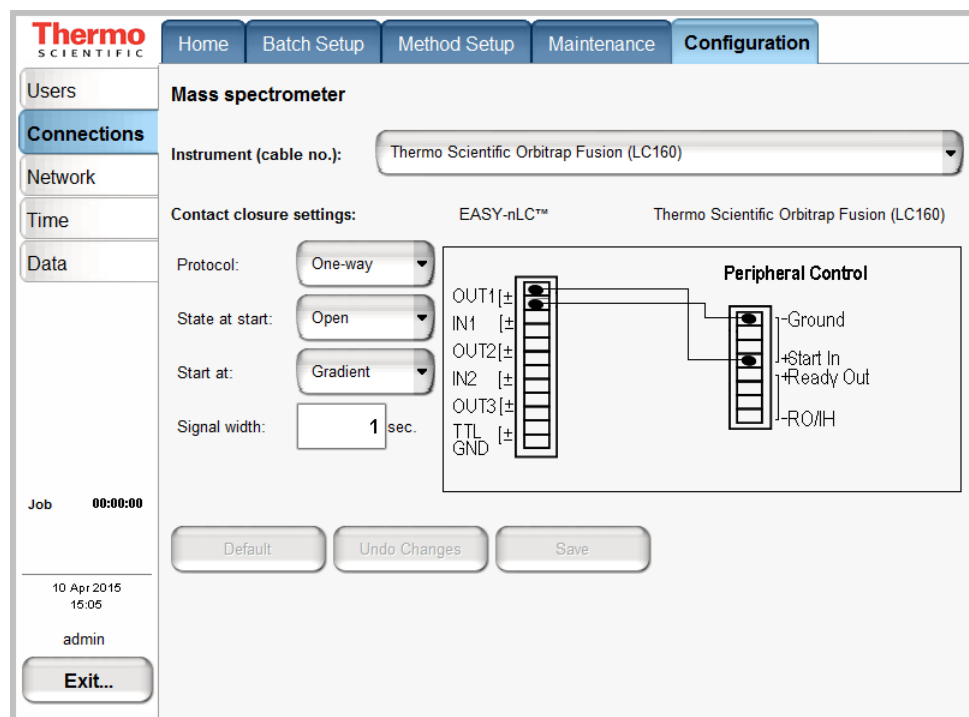 Thermo
SCIENTIFIC
Home Batch Setup Method Setup Maintenance Configuration
Users
Connections
Network
Time
Data
Mass spectrometer
Instrument (cable no.): Thermo Scientific Orbitrap Fusion (LC160)
Contact closure settings: EASY-nLC™ Thermo Scientific Orbitrap Fusion (LC160)
Protocol: One-way
State at start: Open
Start at: Gradient
Signal width: 1 sec.
OUT1[±
IN1 [±
OUT2[±
IN2 [±
OUT3[±
TTL [±
GND
Peripheral Control
-Ground
+Start In
+Ready Out
-RO/IH
Default Undo Changes Save
Job 00:00:00
10 Apr 2015
15:05
admin
Exit...